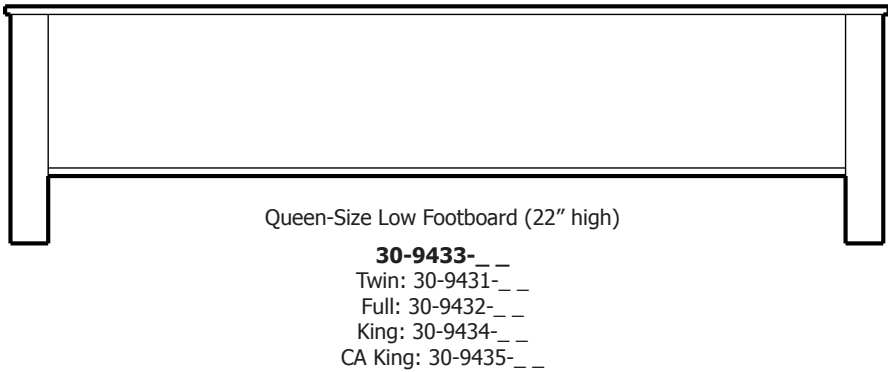 Queen-Size Low Footboard (22” high)
30-9433-_ _
Twin: 30-9431-_ _
Full: 30-9432-_ _
King: 30-9434-_ _
CA King: 30-9435-_ _